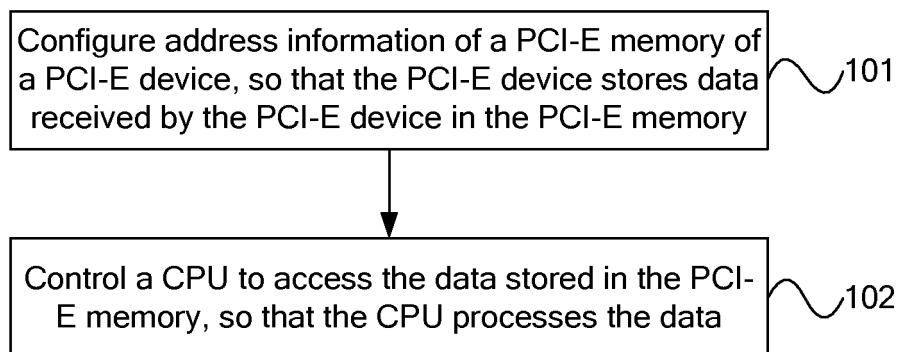 Configure address information of a PCI-E memory of
a PCI-E device, so that the PCI-E device stores data
received by the PCI-E device in the PCI-E memory
101
Control a CPU to access the data stored in the PCI-
E memory, so that the CPU processes the data
102